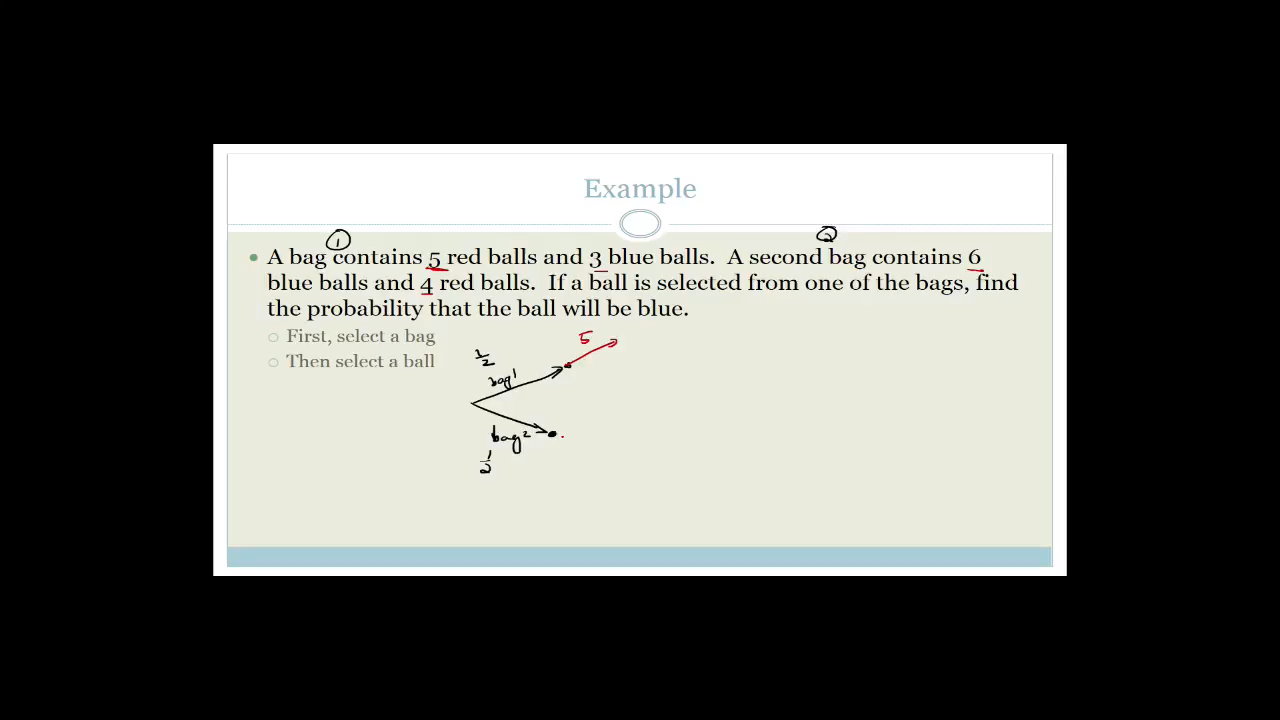 Example
1
2
A bag contains 5 red balls and 3 blue balls. A second bag contains 6
blue balls and 4 red balls. If a ball is selected from one of the bags, find
the probability that the ball will be blue.
First, select a bag
Then select a ball
5
1/2
bag 1
bag 2
1/2